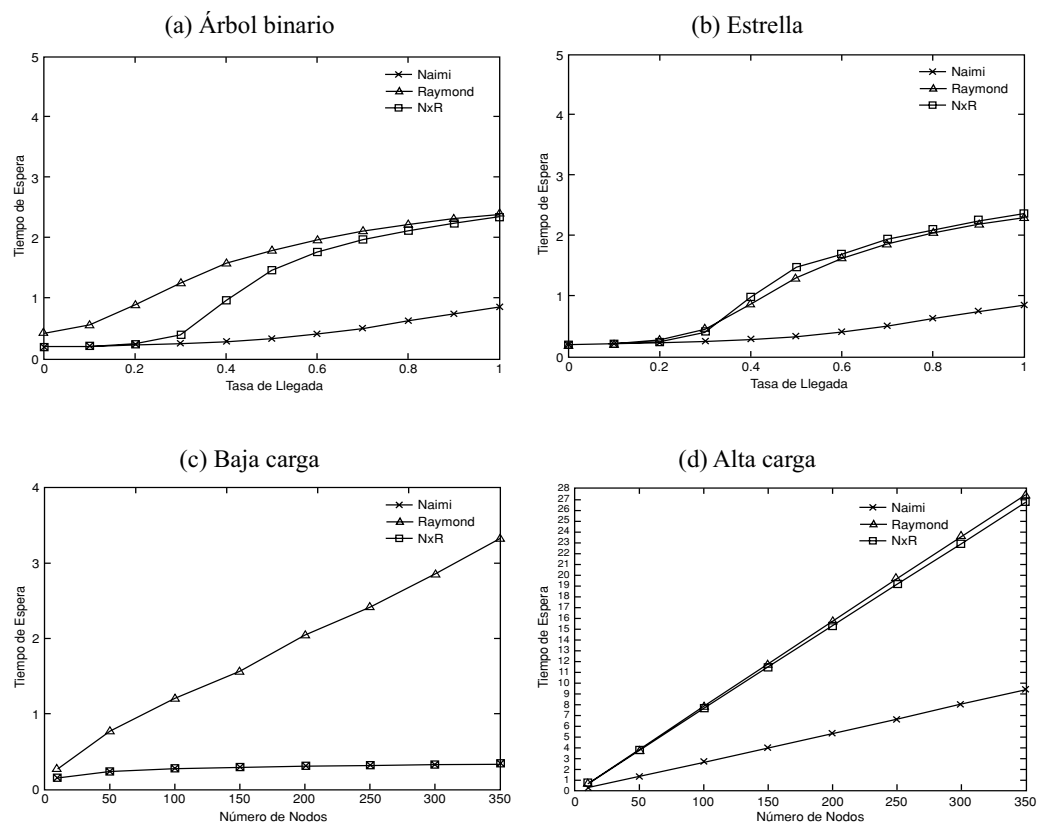 (a) Árbol binario
5
4
3
2
1
0
Tiempo de Espera
Naimi
Raymond
NxR
0 0.2 0.4 0.6 0.8 1
Tasa de Llegada
(b) Estrella
5
4
3
2
1
0
Tiempo de Espera
Naimi
Raymond
NxR
0 0.2 0.4 0.6 0.8 1
Tasa de Llegada
(c) Baja carga
4
3
2
1
0
Tiempo de Espera
Naimi
Raymond
NxR
0 50 100 150 200 250 300 350
Número de Nodos
(d) Alta carga
28
27
26
25
24
23
22
21
20
19
18
17
16
15
14
13
12
11
10
9
8
7
6
5
4
3
2
1
0
Tiempo de Espera
Naimi
Raymond
NxR
0 50 100 150 200 250 300 350
Número de Nodos